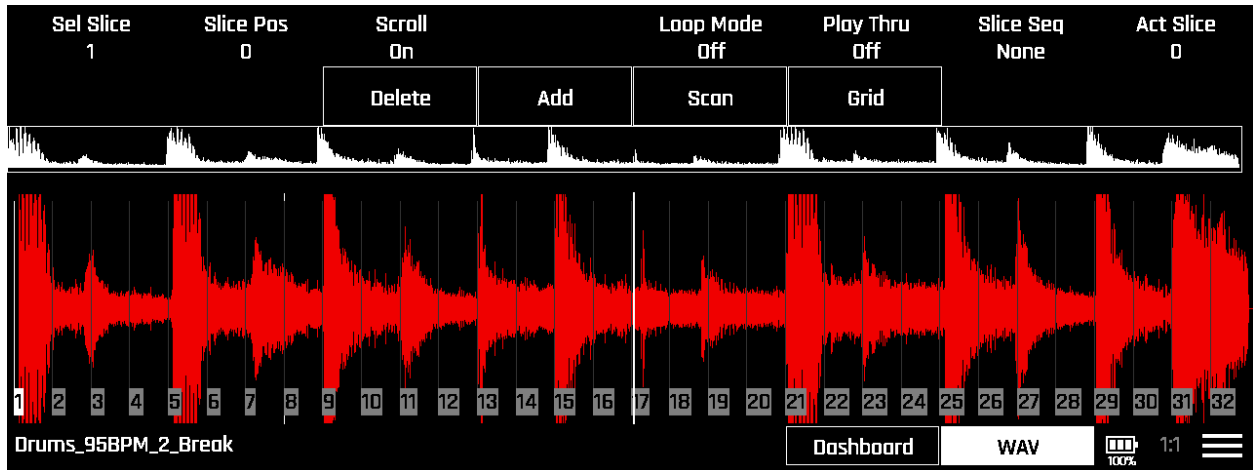 Sel Slice Slice Pos Scroll Loop Mode Play Thru Slice Seq Act Slice
1 0 On Off Off None 0
Delete Add Scan Grid
1 2 3 4 5 6 7 8 9 10 11 12 13 14 15 16 17 18 19 20 21 22 23 24 25 26 27 28 29 30 31 32
Drums_95BPM_2_Break Dashboard WAV 100% 1:1